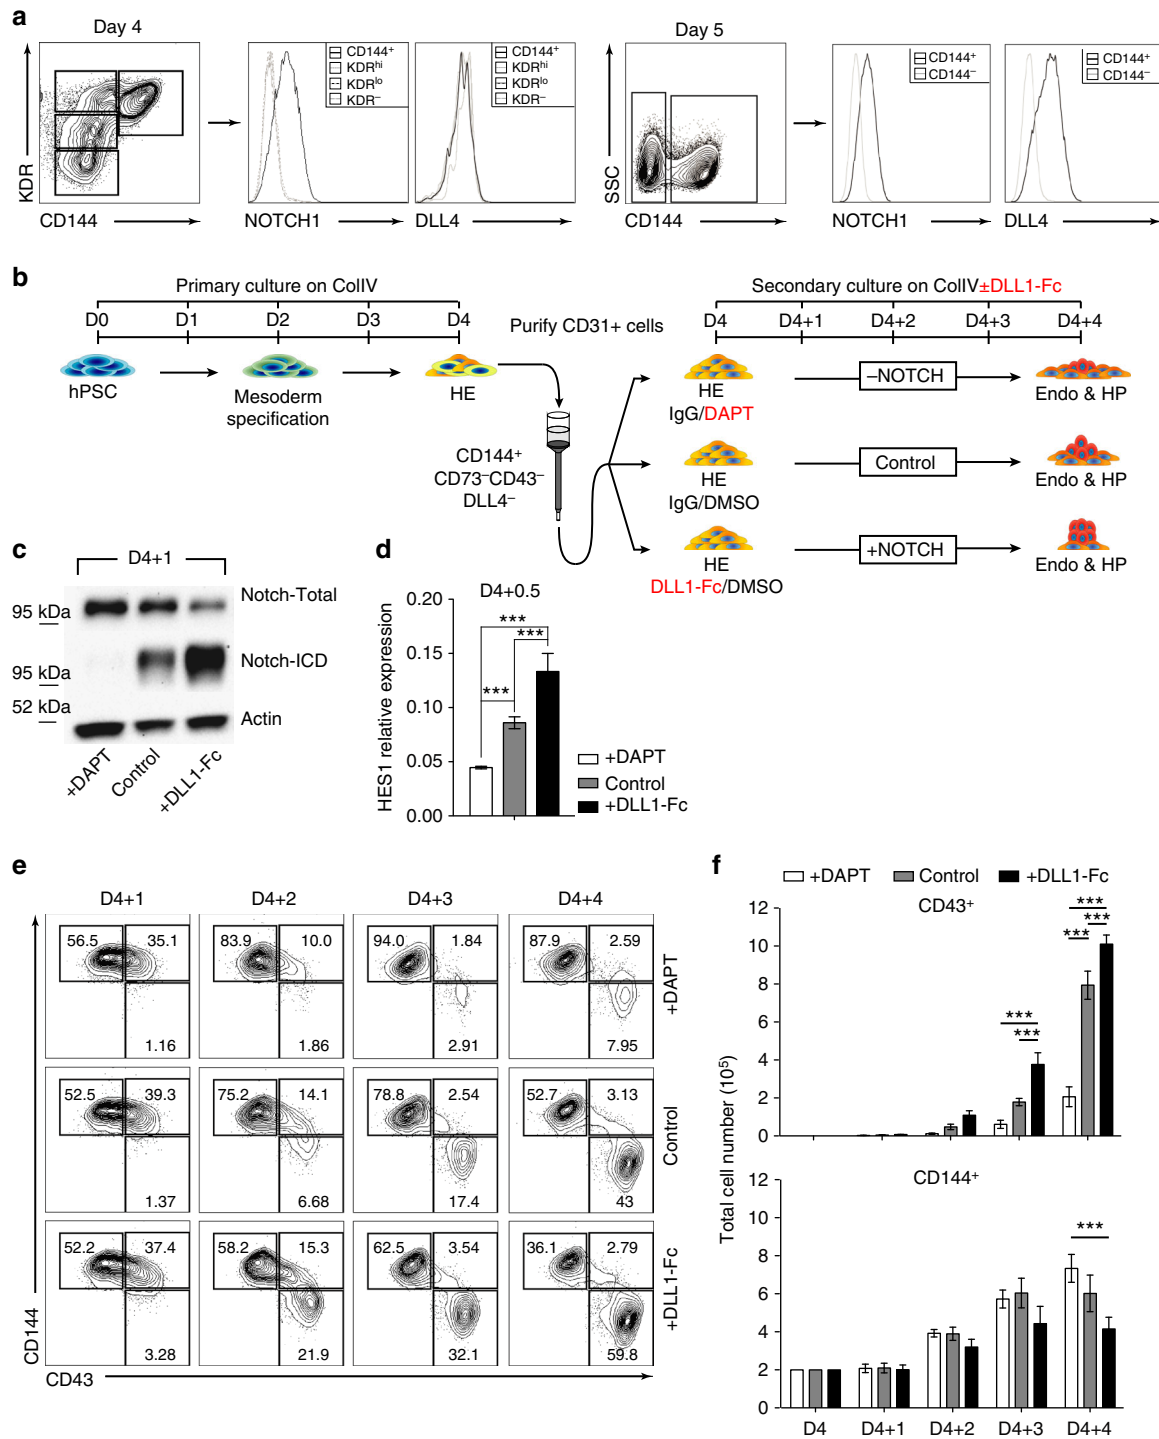 a
Day 4
KDR
CD144
CD144+
KDRhi
KDRlo
KDR–
NOTCH1
CD144+
KDRhi
KDRlo
KDR–
DLL4
Day 5
SSC
CD144
CD144+
CD144–
NOTCH1
CD144+
CD144–
DLL4
b
Primary culture on ColIV
D0 D1 D2 D3 D4
hPSC
Mesoderm
specification
HE
Purify CD31+ cells
CD144+
CD73–CD43–
DLL4–
Secondary culture on ColIV±DLL1-Fc
D4 D4+1 D4+2 D4+3 D4+4
HE
IgG/DAPT
–NOTCH
Endo & HP
HE
IgG/DMSO
Control
Endo & HP
HE
DLL1-Fc/DMSO
+NOTCH
Endo & HP
c
D4+1
95 kDa
Notch-Total
95 kDa
Notch-ICD
52 kDa
Actin
+DAPT
Control
+DLL1-Fc
d
D4+0.5
HES1 relative expression
0.20
0.15
0.10
0.05
0.00
***
***
***
+DAPT
Control
+DLL1-Fc
e
D4+1 D4+2 D4+3 D4+4
56.5 35.1 83.9 10.0 94.0 1.84 87.9 2.59
1.16 1.86 2.91 7.95
+DAPT
52.5 39.3 75.2 14.1 78.8 2.54 52.7 3.13
1.37 6.68 17.4 43
Control
52.2 37.4 58.2 15.3 62.5 3.54 36.1 2.79
3.28 21.9 32.1 59.8
+DLL1-Fc
CD144
CD43
f
+DAPT Control +DLL1-Fc
CD43+
12
10
8
6
4
2
0
***
***
***
***
***
Total cell number (10⁵)
CD144+
12
10
8
6
4
2
0
***
D4 D4+1 D4+2 D4+3 D4+4